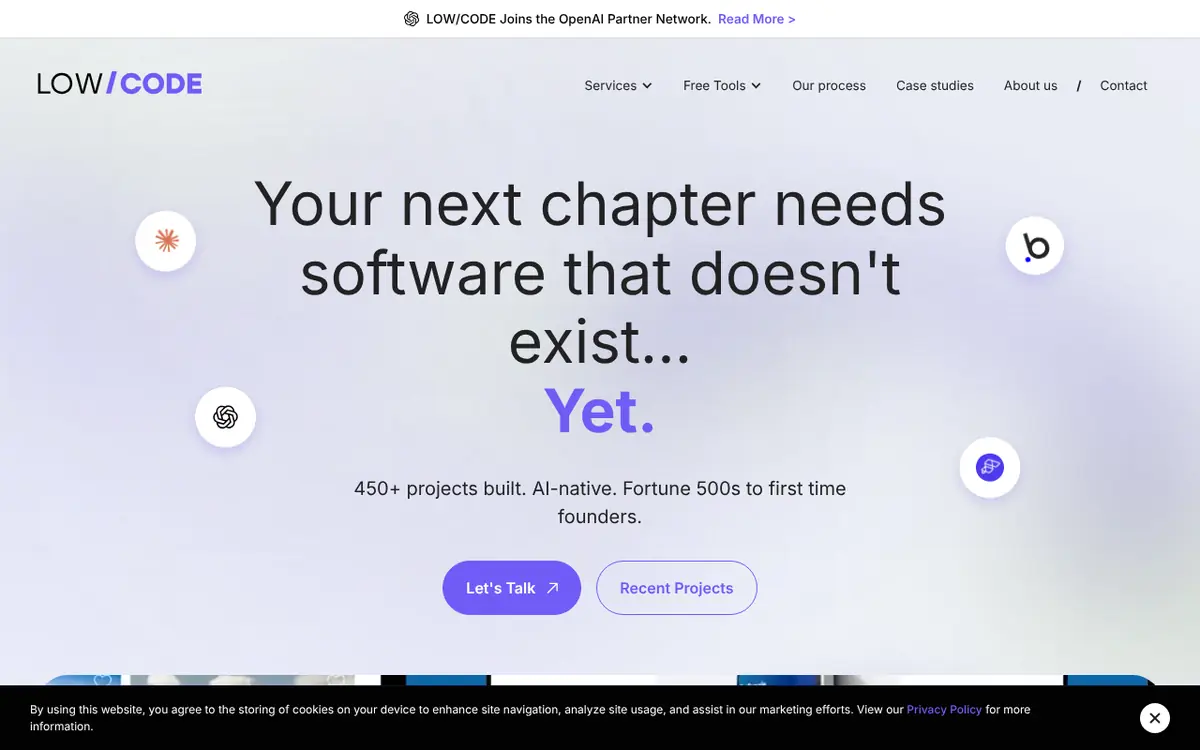 LOW/CODE Joins the OpenAI Partner Network. Read More >
LOW/CODE
Services
Free Tools
Our process
Case studies
About us
/
Contact
Your next chapter needs
software that doesn't
exist...
Yet.
450+ projects built. AI-native. Fortune 500s to first time
founders.
Let's Talk
Recent Projects
By using this website, you agree to the storing of cookies on your device to enhance site navigation, analyze site usage, and assist in our marketing efforts. View our Privacy Policy for more
information.